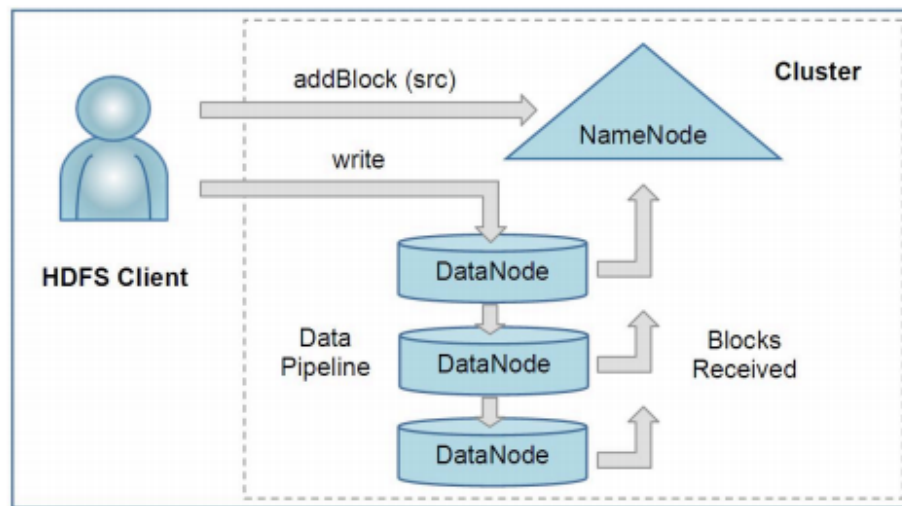 addBlock (src)
Cluster
NameNode
write
HDFS Client
DataNode
Data
Pipeline
DataNode
Blocks
Received
DataNode